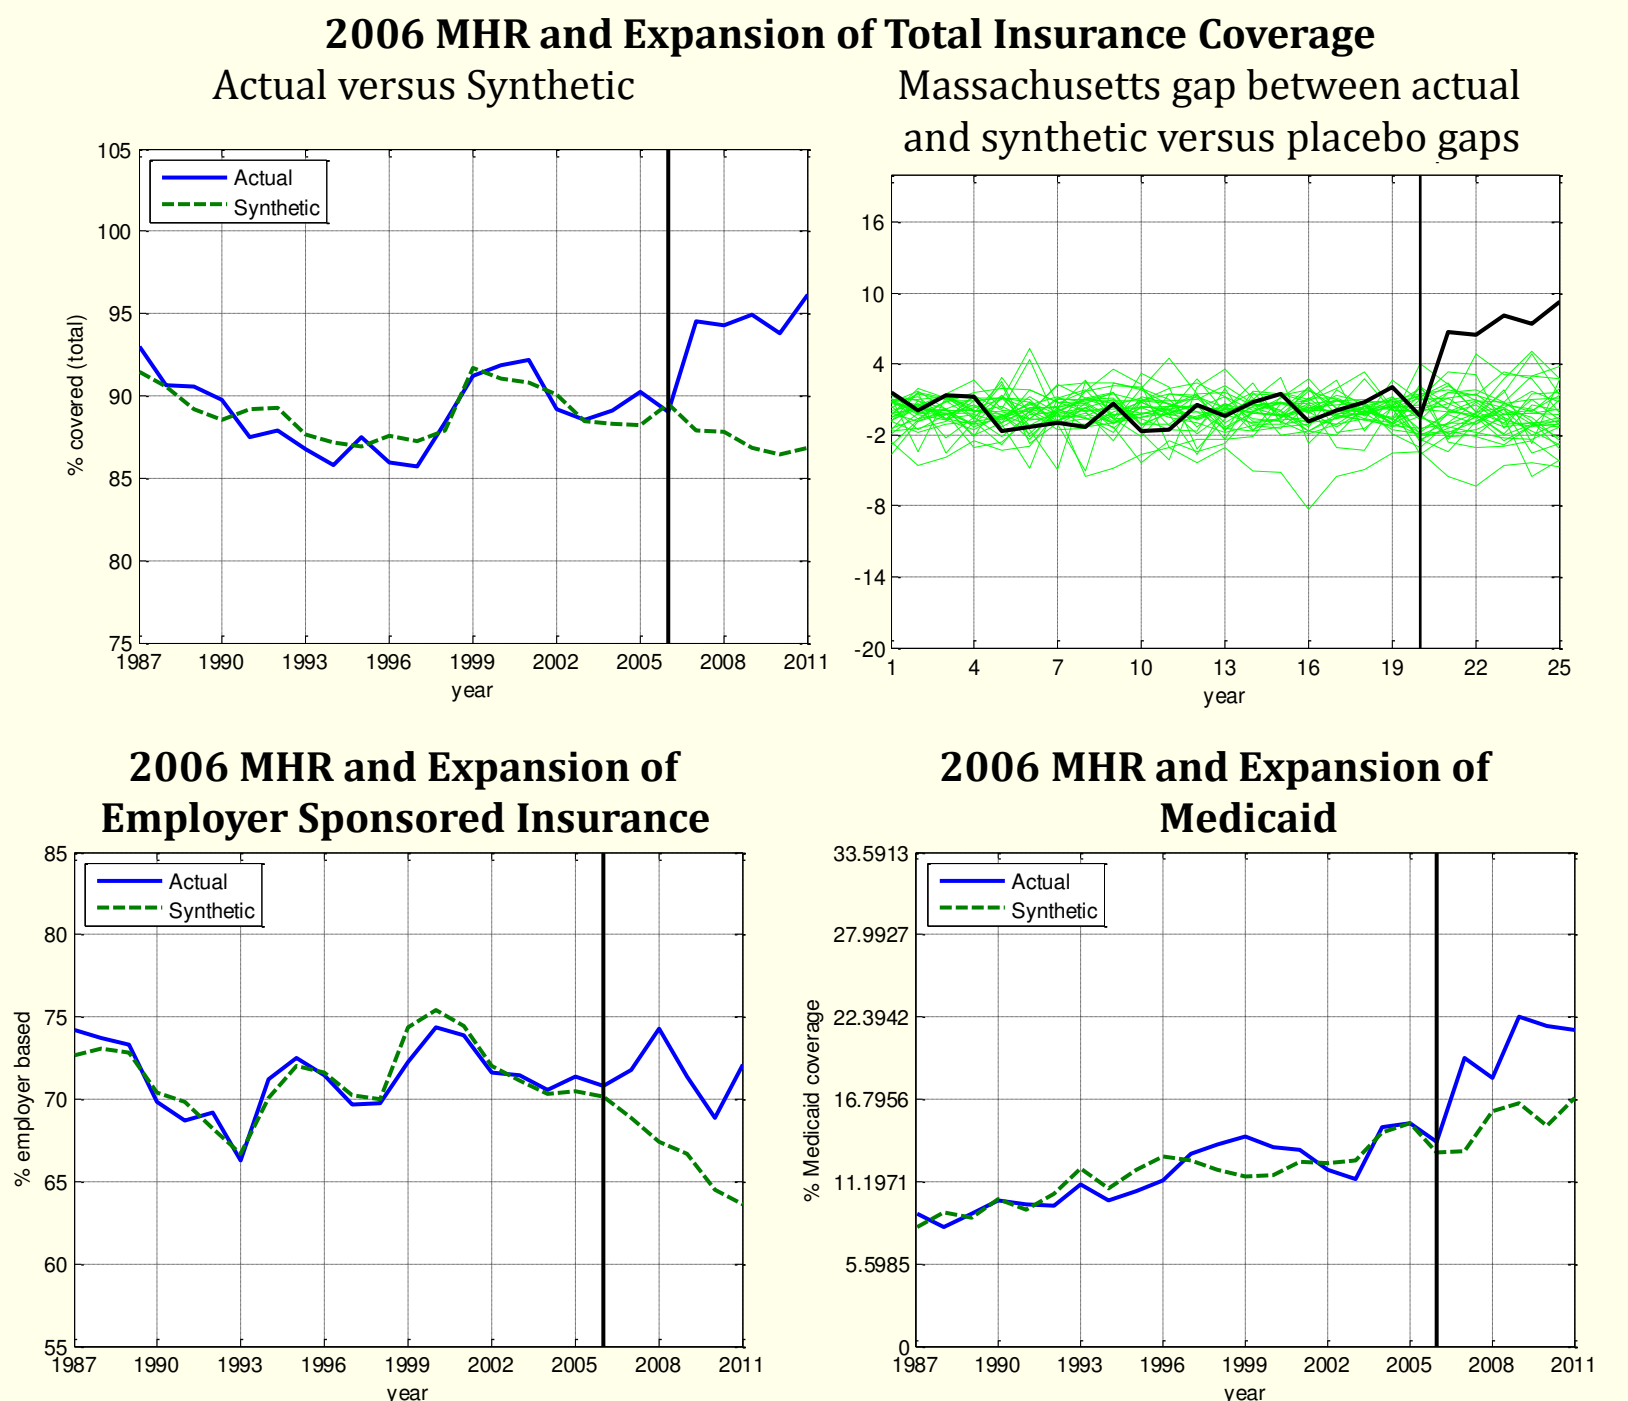 2006 MHR and Expansion of Total Insurance Coverage
Actual versus Synthetic
Massachusetts gap between actual
and synthetic versus placebo gaps
105
100
95
90
85
80
75
% covered (total)
Actual
Synthetic
1987 1990 1993 1996 1999 2002 2005 2008 2011
year
16
10
4
-2
-8
-14
-20
1 4 7 10 13 16 19 22 25
year
2006 MHR and Expansion of
Employer Sponsored Insurance
85
80
75
70
65
60
55
% employer based
Actual
Synthetic
1987 1990 1993 1996 1999 2002 2005 2008 2011
year
2006 MHR and Expansion of
Medicaid
33.5913
27.9927
22.3942
16.7956
11.1971
5.5985
0
% Medicaid coverage
Actual
Synthetic
1987 1990 1993 1996 1999 2002 2005 2008 2011
year